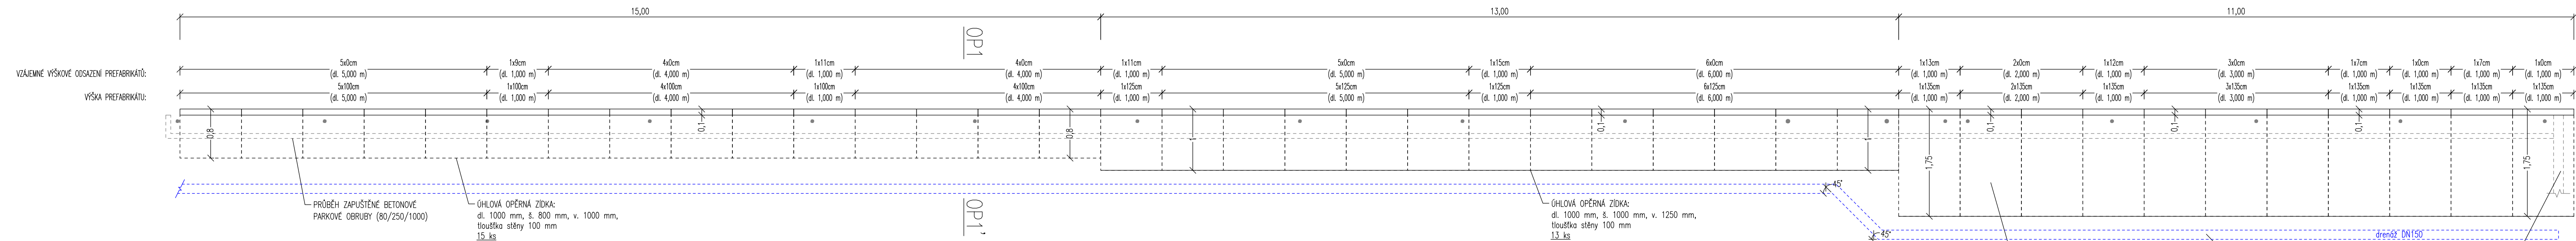 15,00 13,00 11,00
OP1
VZÁJEMNÉ VÝŠKOVÉ ODSAZENÍ PREFABRIKÁTŮ:
5x0cm 1x9cm 4x0cm 1x11cm 4x0cm 1x11cm 5x0cm 1x15cm 6x0cm 1x13cm 2x0cm 1x12cm 3x0cm 1x7cm 1x0cm 1x7cm 1x0cm
(dl. 5,000 m) (dl. 1,000 m) (dl. 4,000 m) (dl. 1,000 m) (dl. 4,000 m) (dl. 1,000 m) (dl. 5,000 m) (dl. 1,000 m) (dl. 6,000 m) (dl. 1,000 m) (dl. 2,000 m) (dl. 1,000 m) (dl. 3,000 m) (dl. 1,000 m) (dl. 1,000 m) (dl. 1,000 m) (dl. 1,000 m)
VÝŠKA PREFABRIKÁTU:
5x100cm 1x100cm 4x100cm 1x100cm 4x100cm 1x125cm 5x125cm 1x125cm 6x125cm 1x135cm 2x135cm 1x135cm 3x135cm 1x135cm 1x135cm 1x135cm 1x135cm
(dl. 5,000 m) (dl. 1,000 m) (dl. 4,000 m) (dl. 1,000 m) (dl. 4,000 m) (dl. 1,000 m) (dl. 5,000 m) (dl. 1,000 m) (dl. 6,000 m) (dl. 1,000 m) (dl. 2,000 m) (dl. 1,000 m) (dl. 3,000 m) (dl. 1,000 m) (dl. 1,000 m) (dl. 1,000 m) (dl. 1,000 m)
0,8 0,1 0,8 1 0,1 1 1,75 0,1 0,1 0,1 1,75
45°
45°
PRŮBĚH ZAPUŠTĚNÉ BETONOVÉ
PARKOVÉ OBRUBY (80/250/1000)
ÚHLOVÁ OPĚRNÁ ZÍDKA:
dl. 1000 mm, š. 800 mm, v. 1000 mm,
tloušťka stěny 100 mm
15 ks
OP1'
ÚHLOVÁ OPĚRNÁ ZÍDKA:
dl. 1000 mm, š. 1000 mm, v. 1250 mm,
tloušťka stěny 100 mm
13 ks
drenáž DN150